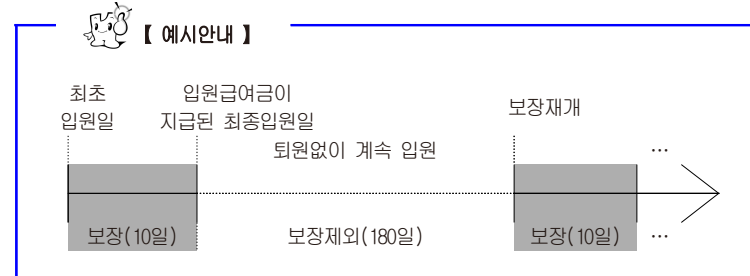 【 예시안내 】
최초
입원일
입원급여금이
지급된 최종입원일
보장재개
퇴원없이 계속 입원
…
보장(10일)
보장제외(180일)
보장(10일)
…